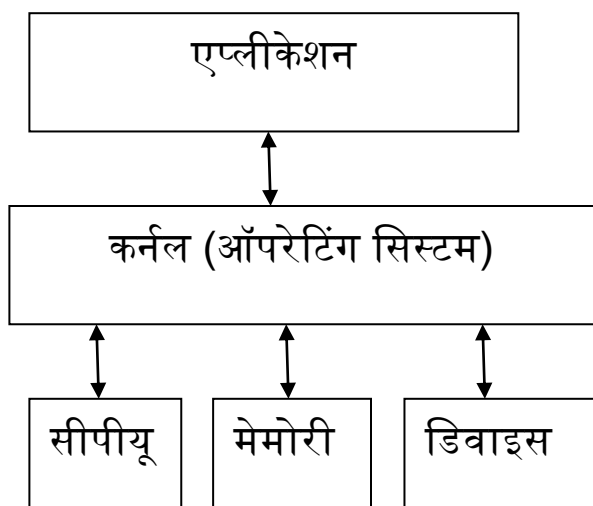 एप्लीकेशन
कर्नल (ऑपरेटिंग सिस्टम)
सीपीयू
मेमोरी
डिवाइस